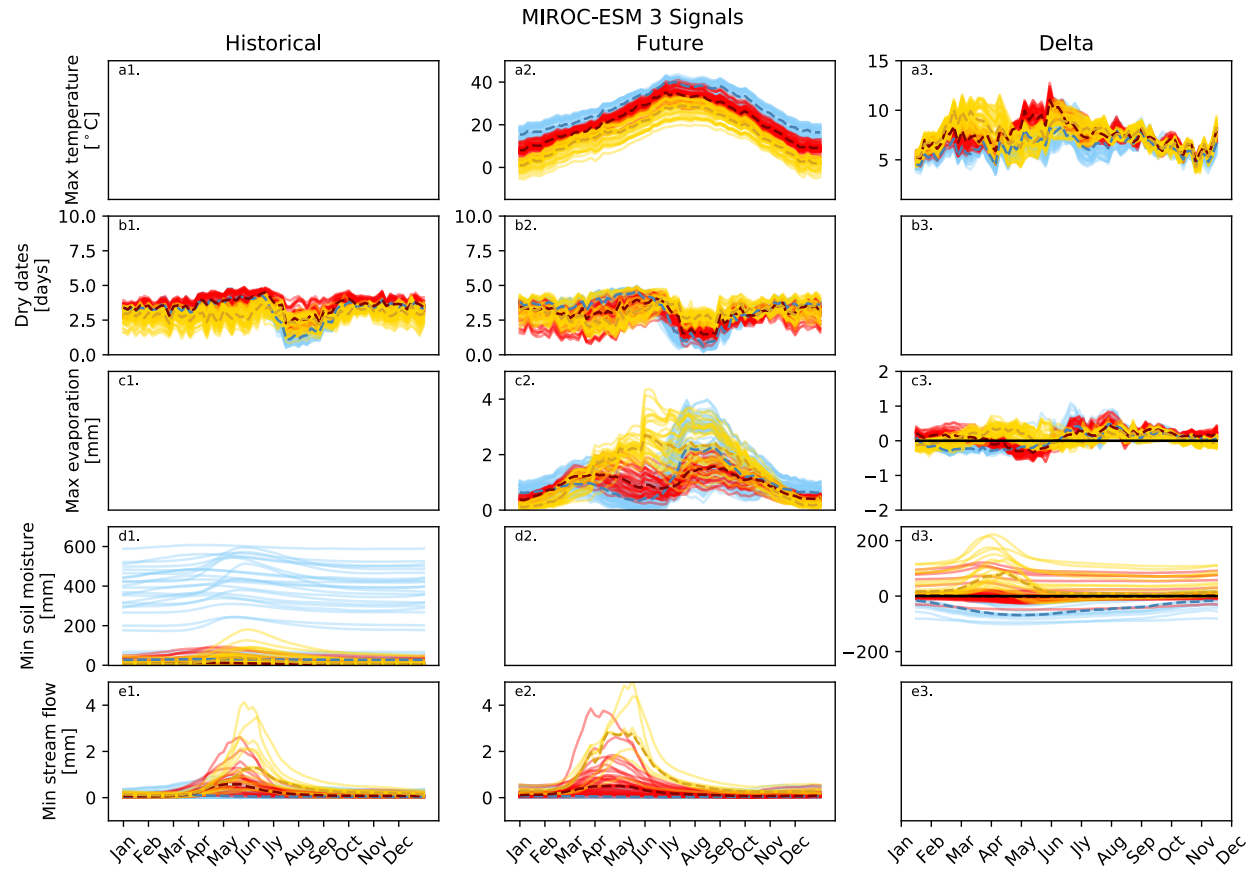 MIROC-ESM 3 Signals
Historical
Future
Delta
Max temperature
[°C]
a1.
a2.
40
20
0
a3.
15
10
5
Dry dates
[days]
b1.
10.0
7.5
5.0
2.5
0.0
b2.
10.0
7.5
5.0
2.5
0.0
b3.
Max evaporation
[mm]
c1.
c2.
4
2
0
c3.
2
1
0
−1
−2
Min soil moisture
[mm]
d1.
600
400
200
0
d2.
d3.
200
0
−200
Min stream flow
[mm]
e1.
4
2
0
e2.
4
2
0
e3.
Jan Feb Mar Apr May Jun Jly Aug Sep Oct Nov Dec
Jan Feb Mar Apr May Jun Jly Aug Sep Oct Nov Dec
Jan Feb Mar Apr May Jun Jly Aug Sep Oct Nov Dec